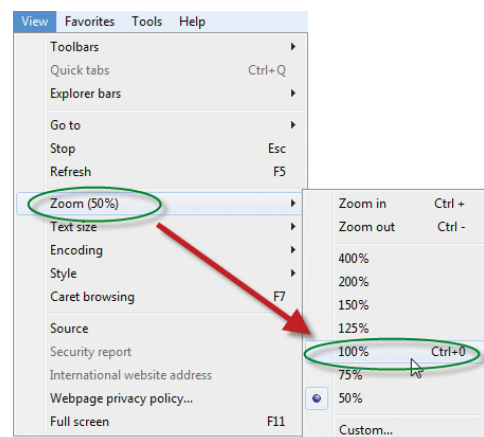 View Favorites Tools Help
Toolbars
Quick tabs Ctrl+Q
Explorer bars
Go to
Stop Esc
Refresh F5
Zoom (50%)
Text size
Encoding
Style
Caret browsing F7
Source
Security report
International website address
Webpage privacy policy...
Full screen F11
Zoom in Ctrl +
Zoom out Ctrl -
400%
200%
150%
125%
100% Ctrl+0
75%
50%
Custom...